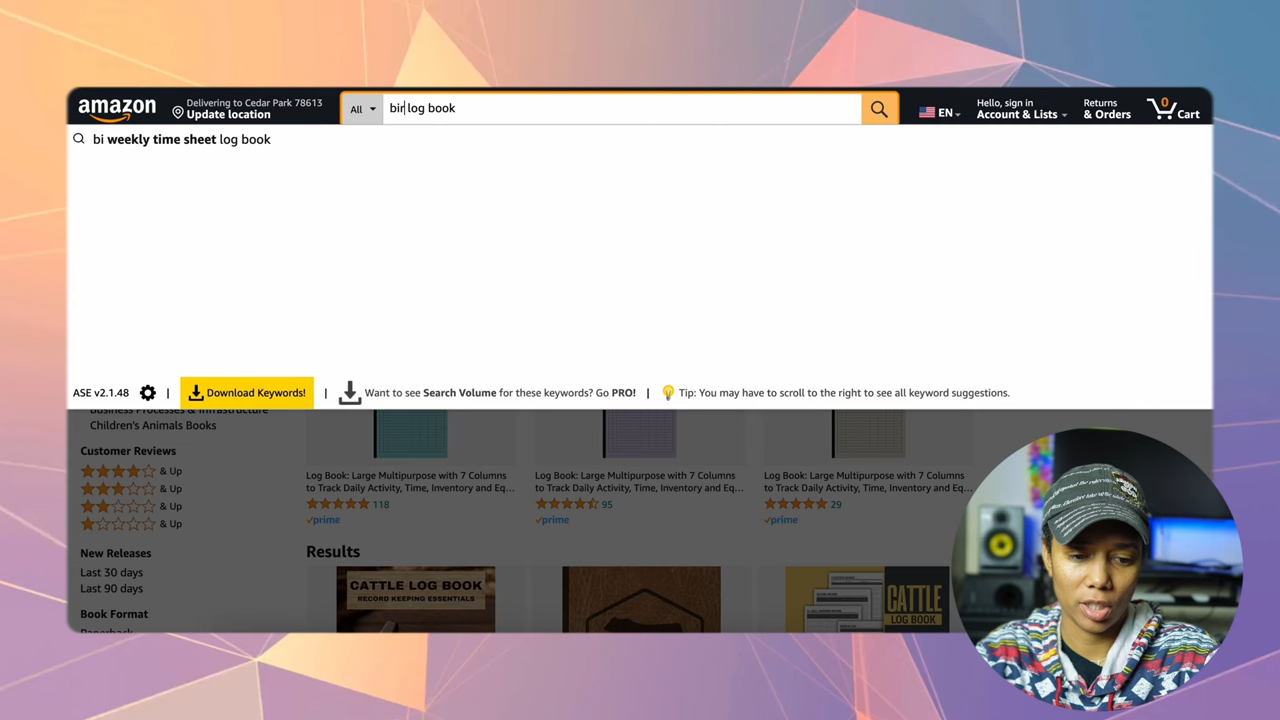 amazon
Delivering to Cedar Park 78613
Update location
All
bir log book
EN
Hello, sign in
Account & Lists
Returns
& Orders
0
Cart
bi weekly time sheet log book
ASE v2.1.48
|
Download Keywords!
|
Want to see Search Volume for these keywords? Go PRO!
|
Tip: You may have to scroll to the right to see all keyword suggestions.
Business Processes & Infrastructure
Children's Animals Books
Customer Reviews
& Up
& Up
& Up
& Up
New Releases
Last 30 days
Last 90 days
Book Format
Log Book: Large Multipurpose with 7 Columns
to Track Daily Activity, Time, Inventory and Eq...
118
prime
Log Book: Large Multipurpose with 7 Columns
to Track Daily Activity, Time, Inventory and Eq...
95
prime
Log Book: Large Multipurpose with 7 Columns
to Track Daily Activity, Time, Inventory and Eq...
29
prime
Results
CATTLE LOG BOOK
RECORD KEEPING ESSENTIALS
CATTLE
LOG BOOK